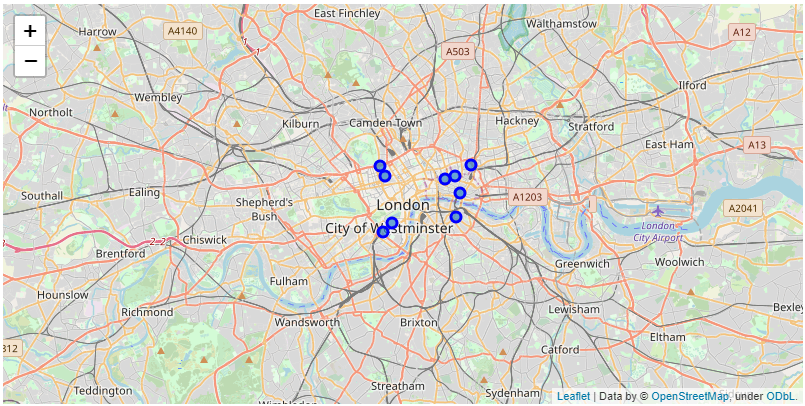 East Finchley
Walthamstow
+
Harrow
A4140
A12
A503
−
Ilford
Wembley
Northolt
Kilburn
Camden Town
Hackney
Stratford
East Ham
A13
Southall
Ealing
A1203
Shepherd's
Bush
London
A2041
City of Westminster
London
City Airport
Chiswick
Brentford
Greenwich
Woolwich
Fulham
Hounslow
Richmond
Lewisham
Bexley
Wandsworth
Brixton
Eltham
Catford
Teddington
Streatham
Sydenham
Leaflet | Data by © OpenStreetMap, under ODbL.